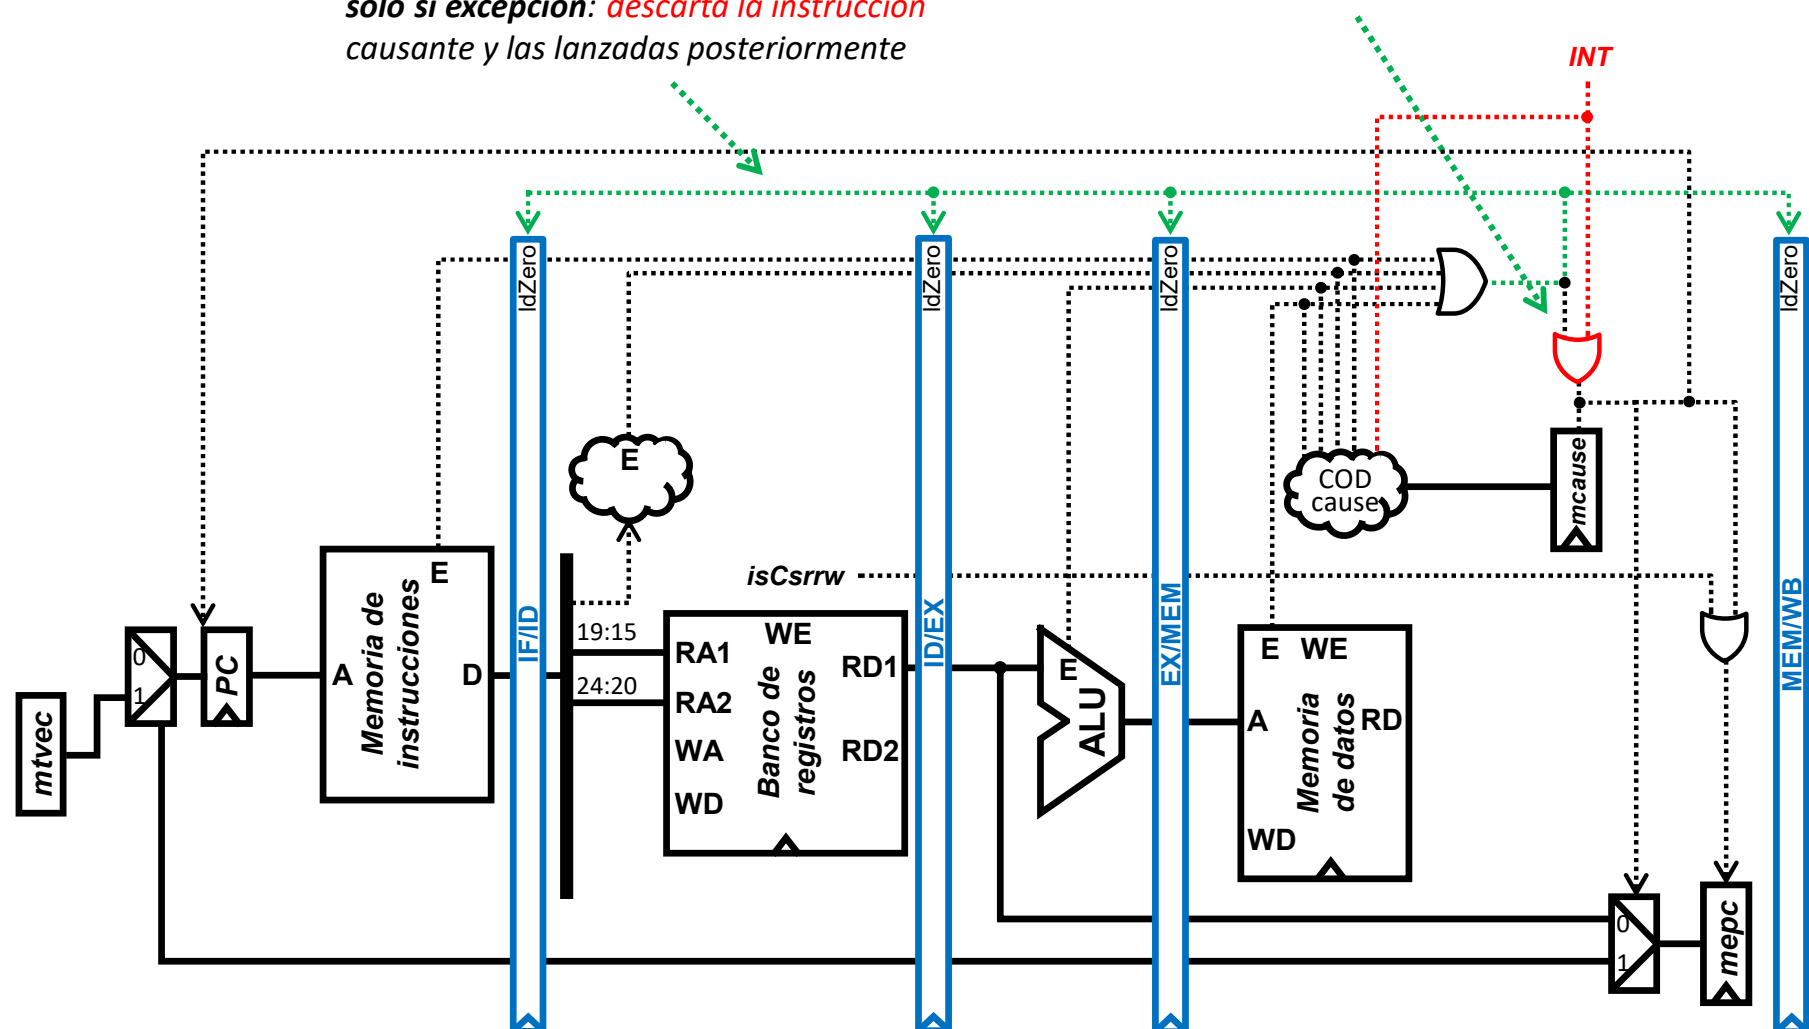 solo si excepción: descarta la instrucción
causante y las lanzadas posteriormente
INT
ldZero
ldZero
ldZero
ldZero
E
COD
cause
mcause
isCsrrw
IF/ID
ID/EX
EX/MEM
MEM/WB
mtvec
0
1
PC
A
E
D
Memoria de
instrucciones
19:15
24:20
RA1
RA2
WA
WD
WE
RD1
RD2
Banco de
registros
E
ALU
E
WE
A
RD
WD
Memoria
de datos
0
1
mepc